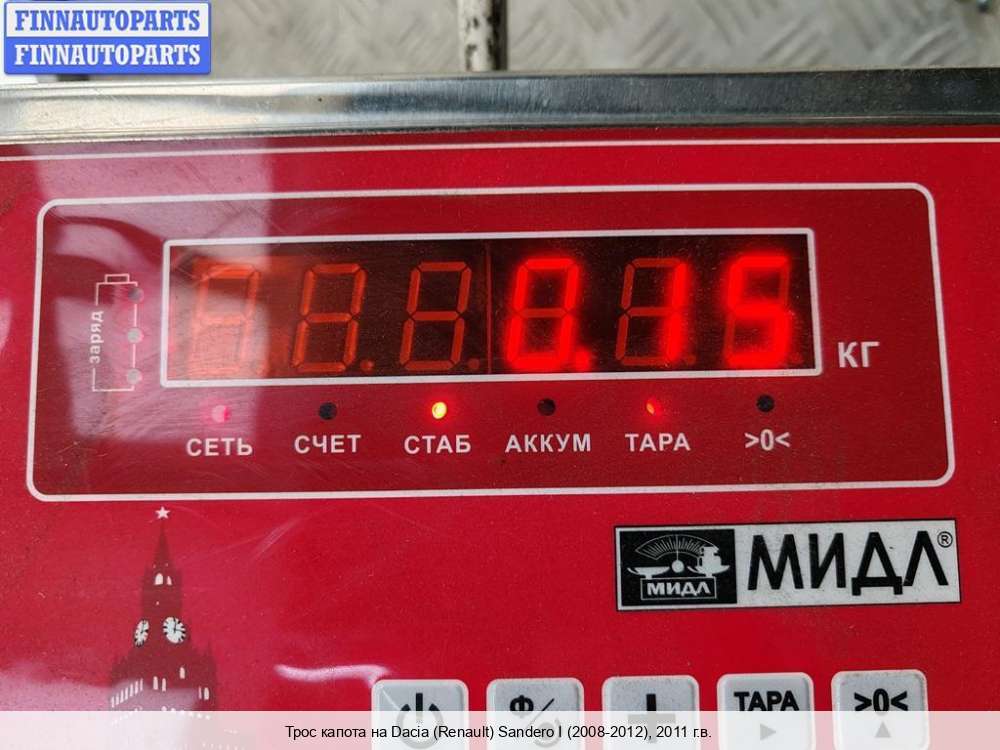 FINNAUTOPARTS
FINNAUTOPARTS
0.15
КГ
заряд
СЕТЬ СЧЕТ СТАБ АККУМ ТАРА >0<
МИДЛ МИДЛ®
Ф ТАРА >0<
Трос капота на Dacia (Renault) Sandero I (2008-2012), 2011 г.в.